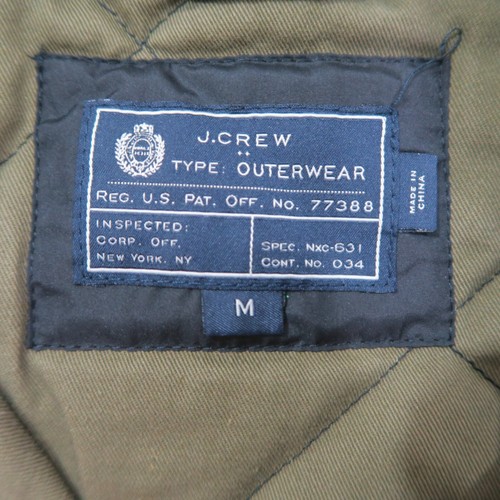 J.CREW
TYPE: OUTERWEAR
REG. U.S. PAT. OFF. NO. 77388
INSPECTED:
CORP. OFF.
NEW YORK, NY
SPEC. NXC-631
CONT. NO. 034
MADE IN
CHINA
M